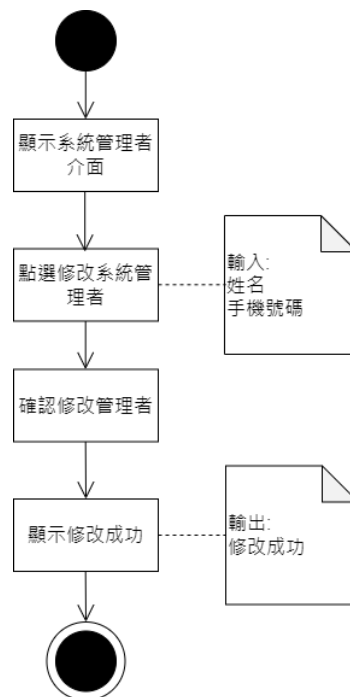 顯示系統管理者
介面
點選修改系統管
理者
輸入:
姓名
手機號碼
確認修改管理者
顯示修改成功
輸出:
修改成功